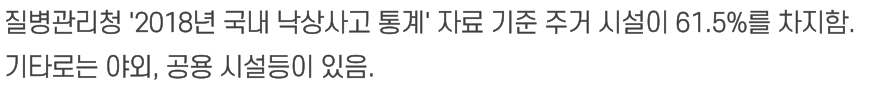 질병관리청 '2018년 국내 낙상사고 통계' 자료 기준 주거 시설이 61.5%를 차지함.
기타로는 야외, 공용 시설등이 있음.